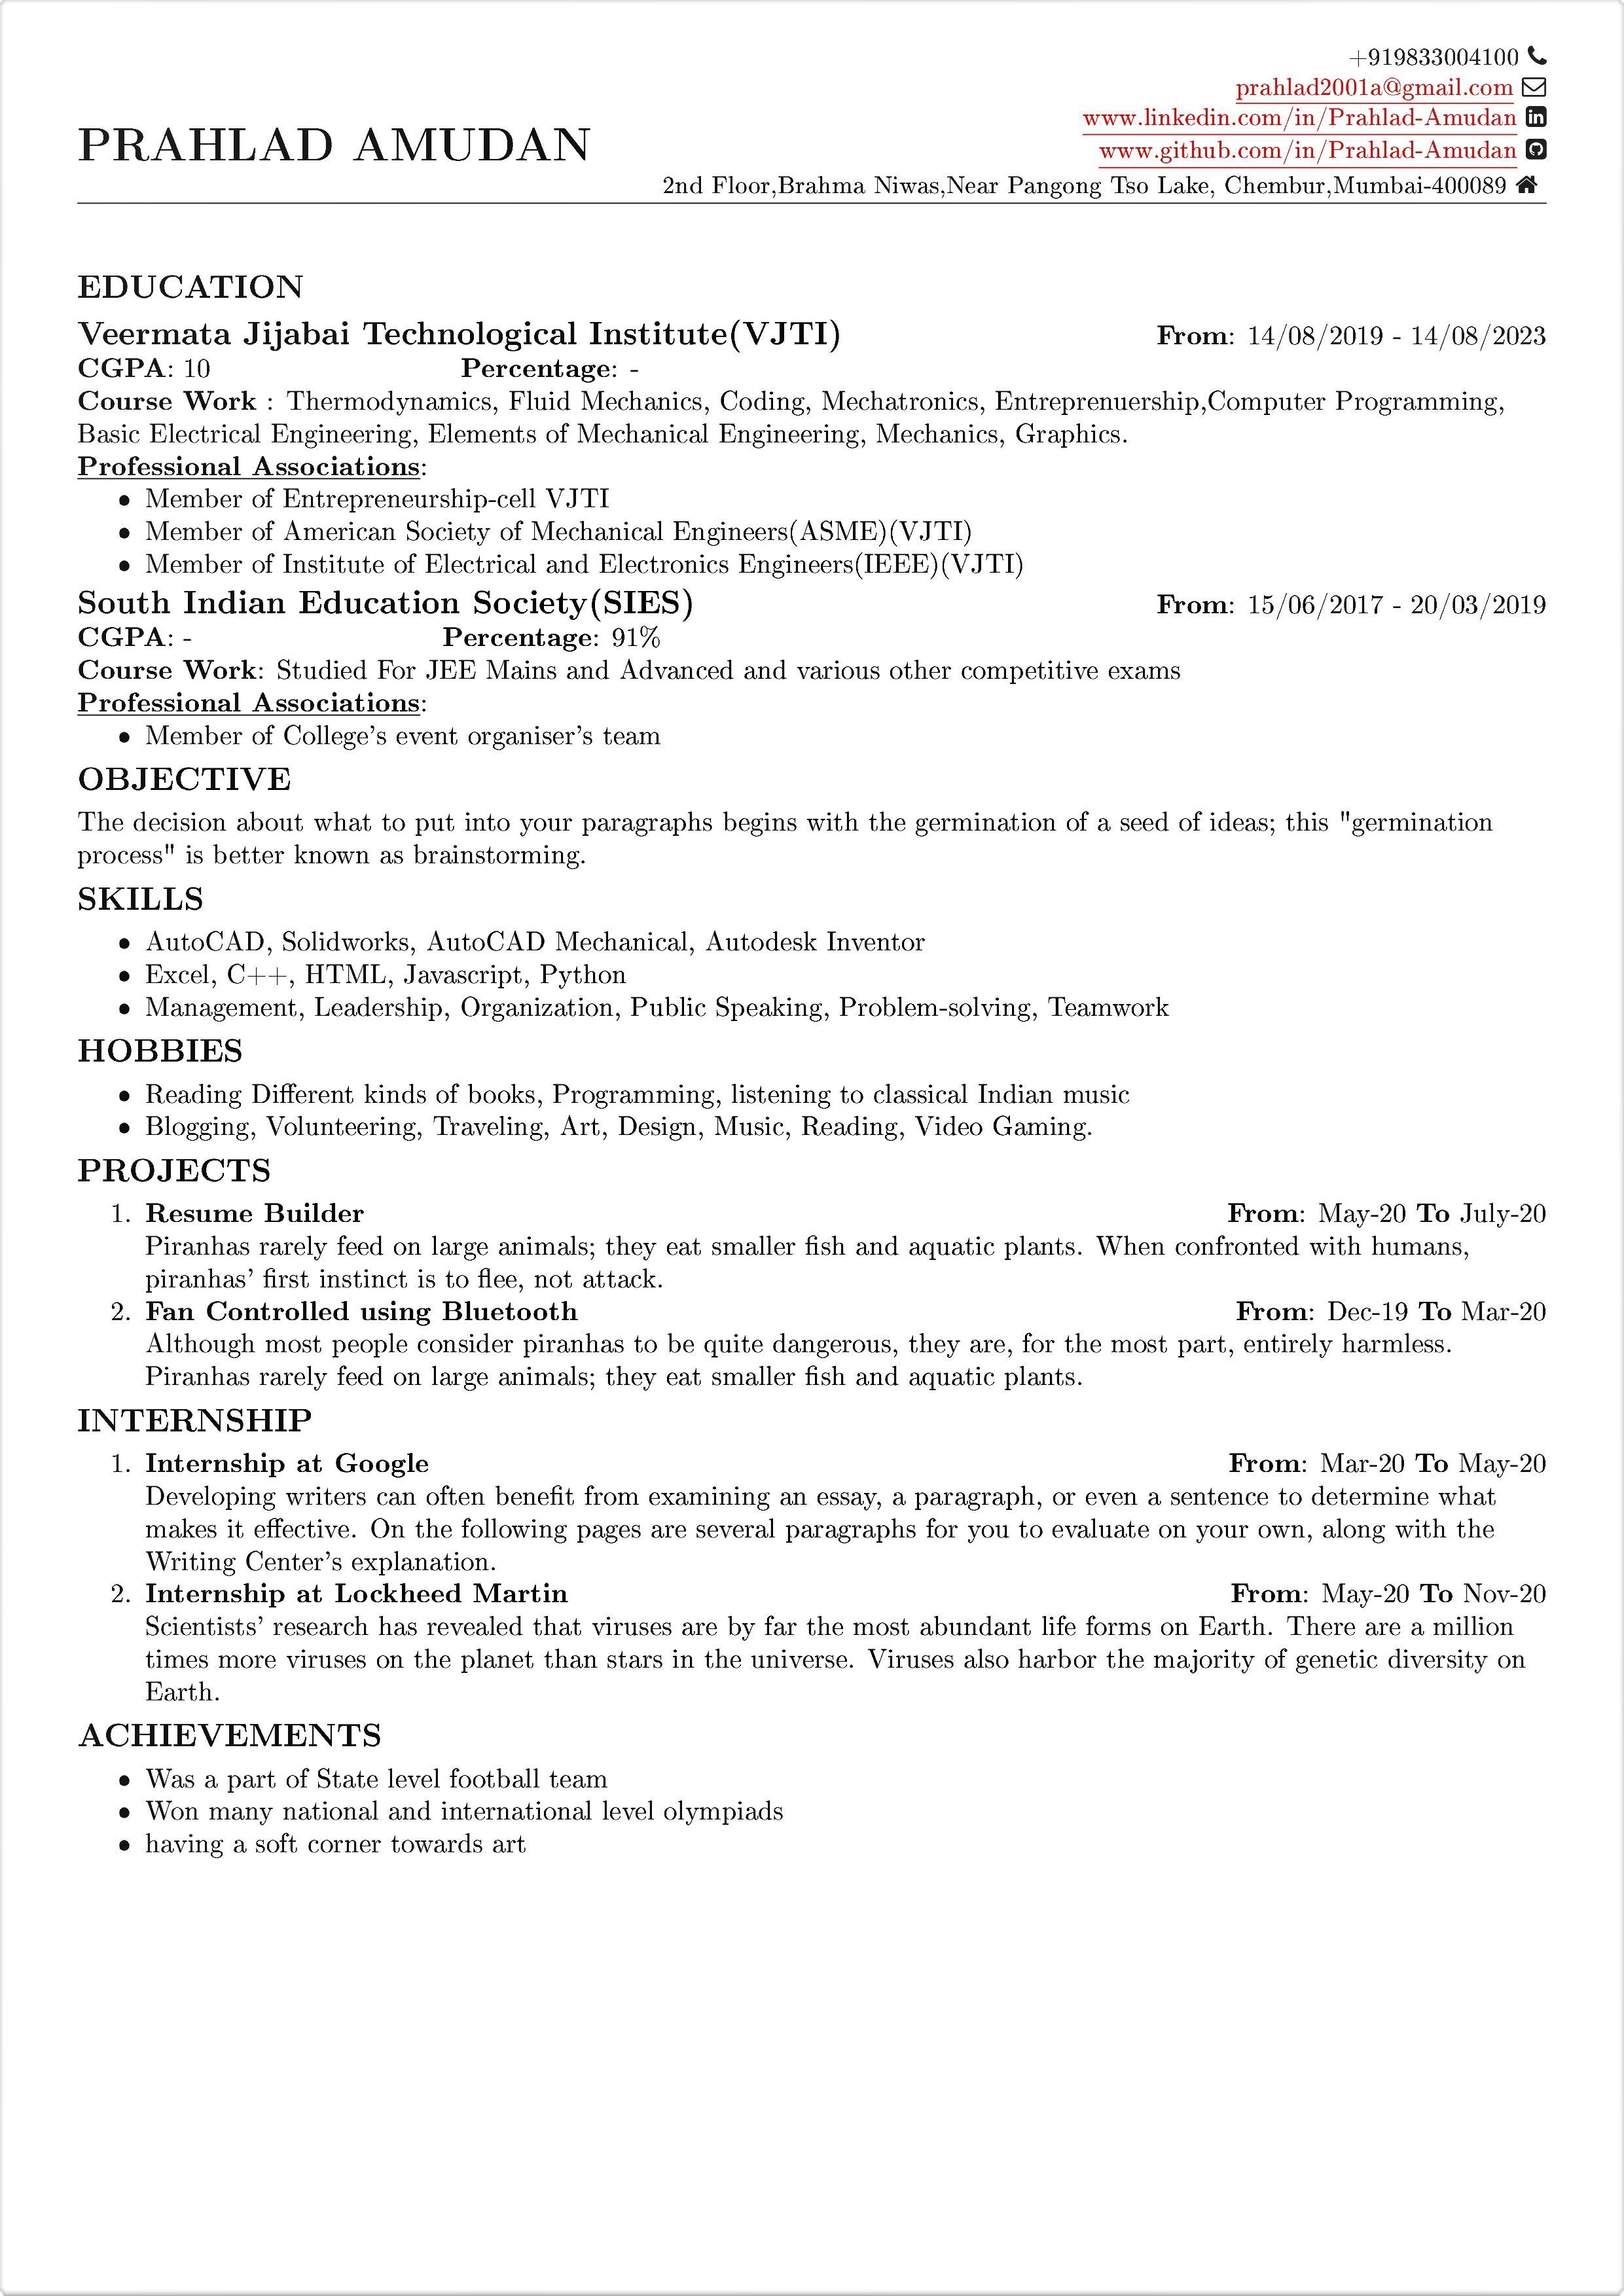 +919833004100
prahlad2001a@gmail.com
www.linkedin.com/in/Prahlad-Amudan
PRAHLAD AMUDAN
www.github.com/in/Prahlad-Amudan
2nd Floor,Brahma Niwas,Near Pangong Tso Lake, Chembur,Mumbai-400089
EDUCATION
Veermata Jijabai Technological Institute(VJTI) From: 14/08/2019 - 14/08/2023
CGPA: 10 Percentage: -
Course Work : Thermodynamics, Fluid Mechanics, Coding, Mechatronics, Entreprenuership,Computer Programming,
Basic Electrical Engineering, Elements of Mechanical Engineering, Mechanics, Graphics.
Professional Associations:
• Member of Entrepreneurship-cell VJTI
• Member of American Society of Mechanical Engineers(ASME)(VJTI)
• Member of Institute of Electrical and Electronics Engineers(IEEE)(VJTI)
South Indian Education Society(SIES) From: 15/06/2017 - 20/03/2019
CGPA: - Percentage: 91%
Course Work: Studied For JEE Mains and Advanced and various other competitive exams
Professional Associations:
• Member of College's event organiser's team
OBJECTIVE
The decision about what to put into your paragraphs begins with the germination of a seed of ideas; this "germination
process" is better known as brainstorming.
SKILLS
• AutoCAD, Solidworks, AutoCAD Mechanical, Autodesk Inventor
• Excel, C++, HTML, Javascript, Python
• Management, Leadership, Organization, Public Speaking, Problem-solving, Teamwork
HOBBIES
• Reading Different kinds of books, Programming, listening to classical Indian music
• Blogging, Volunteering, Traveling, Art, Design, Music, Reading, Video Gaming.
PROJECTS
1. Resume Builder From: May-20 To July-20
Piranhas rarely feed on large animals; they eat smaller fish and aquatic plants. When confronted with humans,
piranhas' first instinct is to flee, not attack.
2. Fan Controlled using Bluetooth From: Dec-19 To Mar-20
Although most people consider piranhas to be quite dangerous, they are, for the most part, entirely harmless.
Piranhas rarely feed on large animals; they eat smaller fish and aquatic plants.
INTERNSHIP
1. Internship at Google From: Mar-20 To May-20
Developing writers can often benefit from examining an essay, a paragraph, or even a sentence to determine what
makes it effective. On the following pages are several paragraphs for you to evaluate on your own, along with the
Writing Center's explanation.
2. Internship at Lockheed Martin From: May-20 To Nov-20
Scientists' research has revealed that viruses are by far the most abundant life forms on Earth. There are a million
times more viruses on the planet than stars in the universe. Viruses also harbor the majority of genetic diversity on
Earth.
ACHIEVEMENTS
• Was a part of State level football team
• Won many national and international level olympiads
• having a soft corner towards art